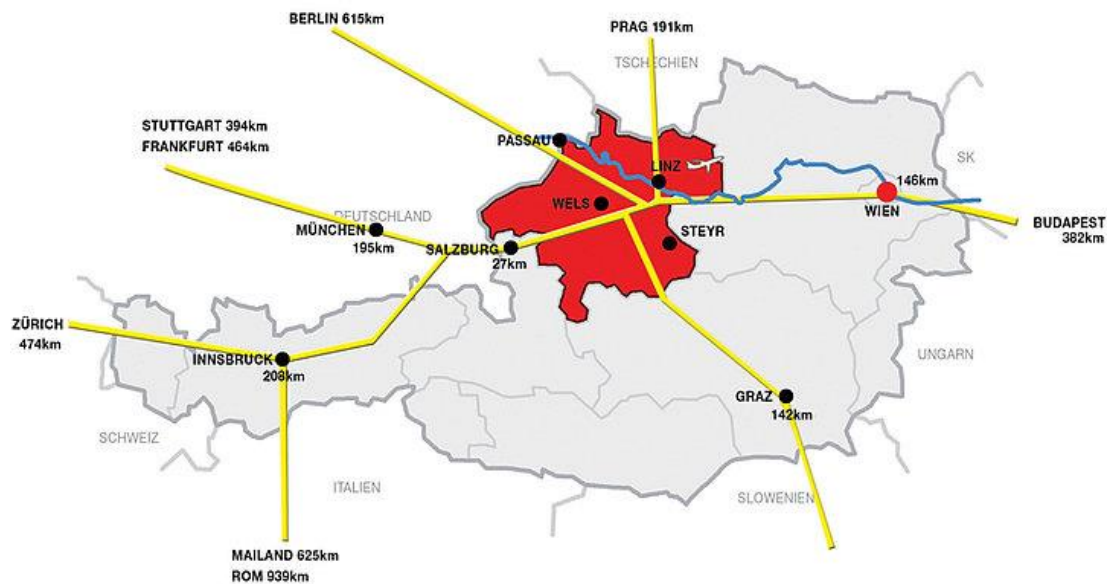 BERLIN 615km
PRAG 191km
TSCHECHIEN
STUTTGART 394km
FRANKFURT 464km
PASSAU
LINZ
SK
146km
WIEN
WELS
DEUTSCHLAND
MÜNCHEN
195km
SALZBURG
27km
STEYR
BUDAPEST
382km
ZÜRICH
474km
INNSBRUCK
208km
UNGARN
GRAZ
142km
SCHWEIZ
ITALIEN
SLOWENIEN
MAILAND 625km
ROM 939km